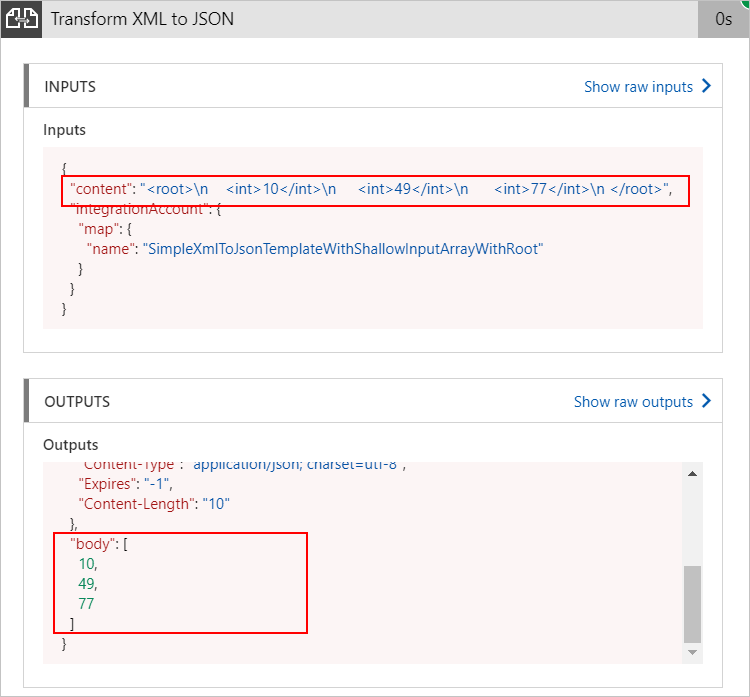 Transform XML to JSON
0s
INPUTS
Show raw inputs
Inputs
{
"content": "<root>\n    <int>10</int>\n    <int>49</int>\n    <int>77</int>\n </root>",
"integrationAccount": {
"map": {
"name": "SimpleXmlToJsonTemplateWithShallowInputArrayWithRoot"
}
}
}
OUTPUTS
Show raw outputs
Outputs
"Content-Type": "application/json; charset=utf-8",
"Expires": "-1",
"Content-Length": "10"
},
"body": [
10,
49,
77
]
}